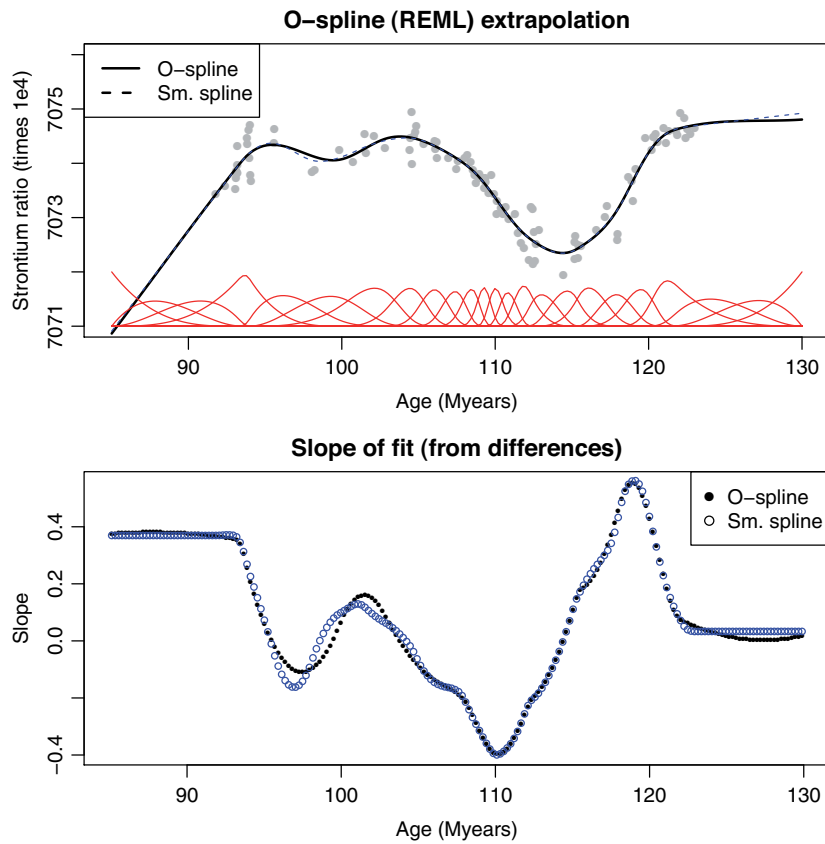 O−spline (REML) extrapolation
O−spline
Sm. spline
Strontium ratio (times 1e4)
7075
7073
7071
90
100
110
120
130
Age (Myears)
Slope of fit (from differences)
O−spline
Sm. spline
Slope
0.4
0.2
0.0
−0.4
90
100
110
120
130
Age (Myears)